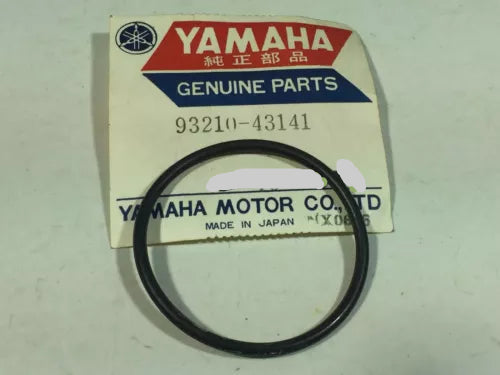 YAMAHA
純正部品
GENUINE PARTS
93210-43141
YAMAHA MOTOR CO.,LTD
MADE IN JAPAN